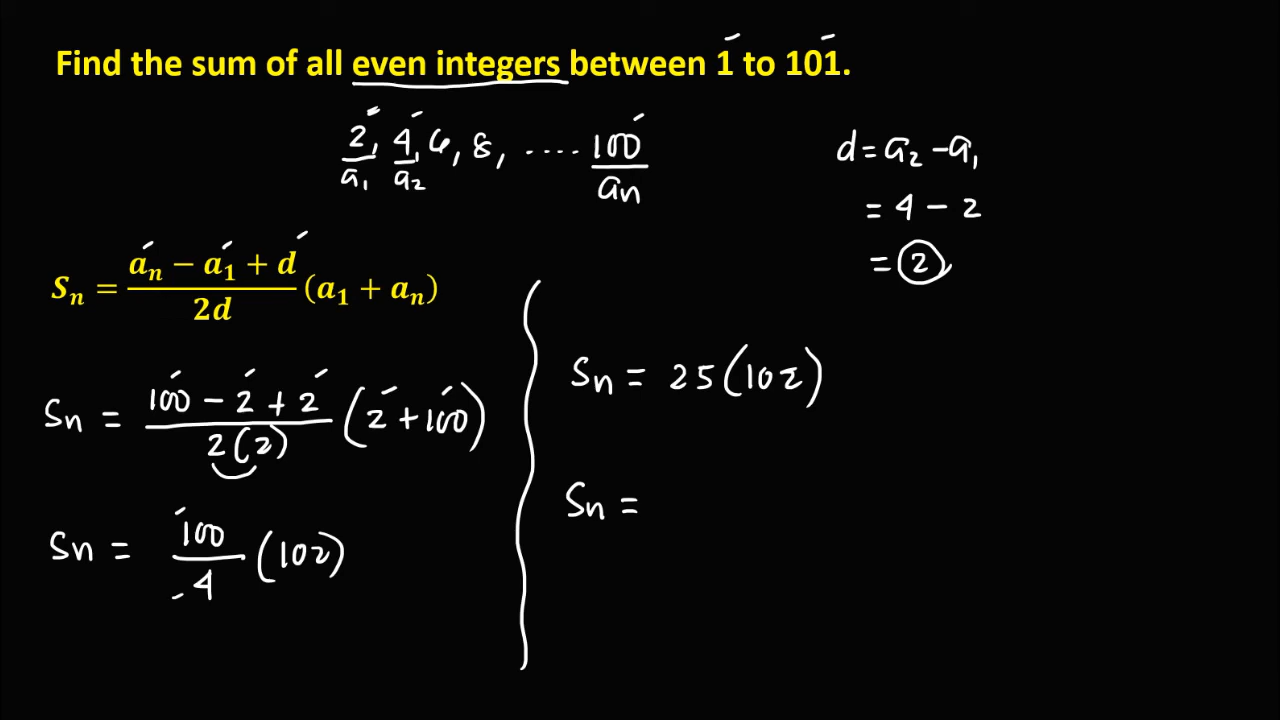 Find the sum of all even integers between 1 to 101.
2, 4, 6, 8, .... 100
a₁ a₂ aₙ
d = a₂ - a₁
= 4 - 2
= 2
Sₙ = (aₙ − a₁ + d)/(2d) (a₁ + aₙ)
Sn = (100 - 2 + 2)/(2(2)) (2 + 100)
Sn = 100/4 (102)
Sn = 25(102)
Sn =